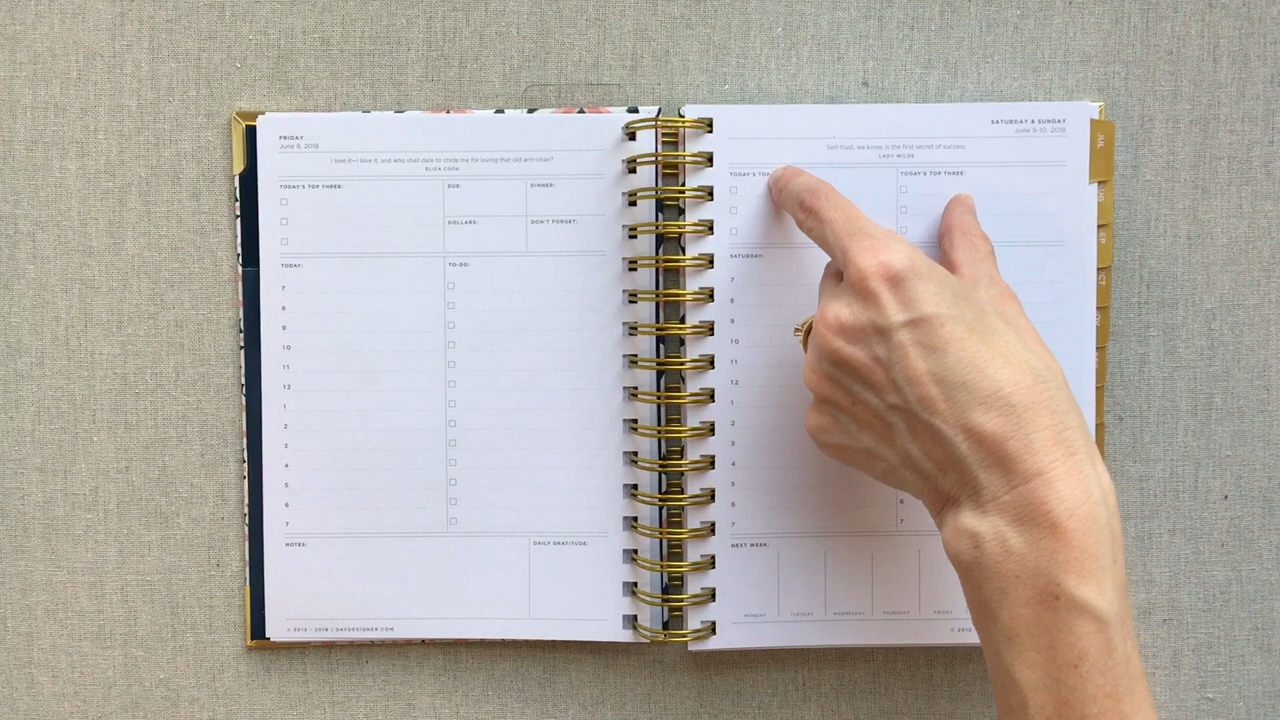 FRIDAY
June 8, 2018
I love it—I love it, and who shall dare to chide me for loving that old arm-chair?
ELIZA COOK
TODAY'S TOP THREE:
DUE:
DINNER:
DOLLARS:
DON'T FORGET:
TODAY:
TO-DO:
7
8
9
10
11
12
1
2
3
4
5
6
7
NOTES:
DAILY GRATITUDE:
© 2012 - 2018 | DAYDESIGNER.COM
SATURDAY & SUNDAY
June 9-10, 2018
Self-trust, we know, is the first secret of success.
LADY WILDE
TODAY'S TOP
TODAY'S TOP THREE:
SATURDAY:
7
8
9
10
11
12
1
2
3
4
5
6
7
6
7
NEXT WEEK:
MONDAY
TUESDAY
WEDNESDAY
THURSDAY
FRIDAY
© 2012
JUL